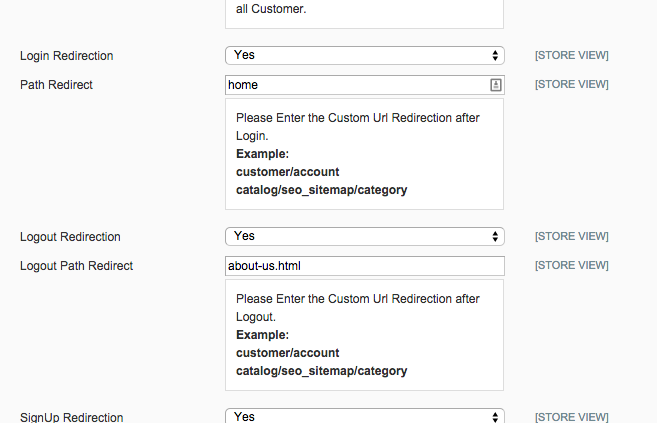 all Customer.
Login Redirection Yes [STORE VIEW]
Path Redirect home [STORE VIEW]
Please Enter the Custom Url Redirection after
Login.
Example:
customer/account
catalog/seo_sitemap/category
Logout Redirection Yes [STORE VIEW]
Logout Path Redirect about-us.html [STORE VIEW]
Please Enter the Custom Url Redirection after
Logout.
Example:
customer/account
catalog/seo_sitemap/category
SignUp Redirection Yes [STORE VIEW]